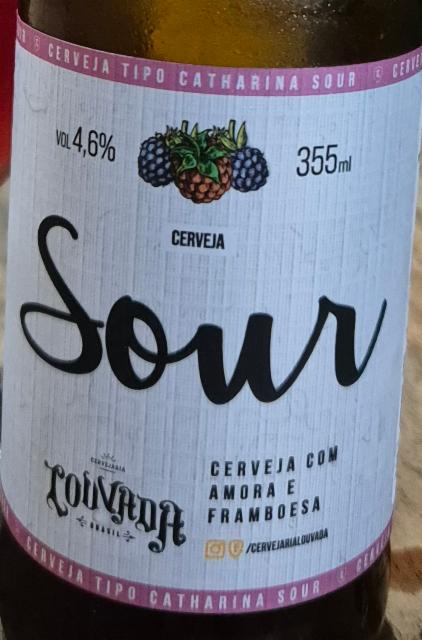 CERVEJA TIPO CATHARINA SOUR
VOL 4,6%
355ml
CERVEJA
Sour
CERVEJARIA
LOUVADA
BRASIL
CERVEJA COM
AMORA E
FRAMBOESA
/CERVEJARIALOUVADA
CERVEJA TIPO CATHARINA SOUR